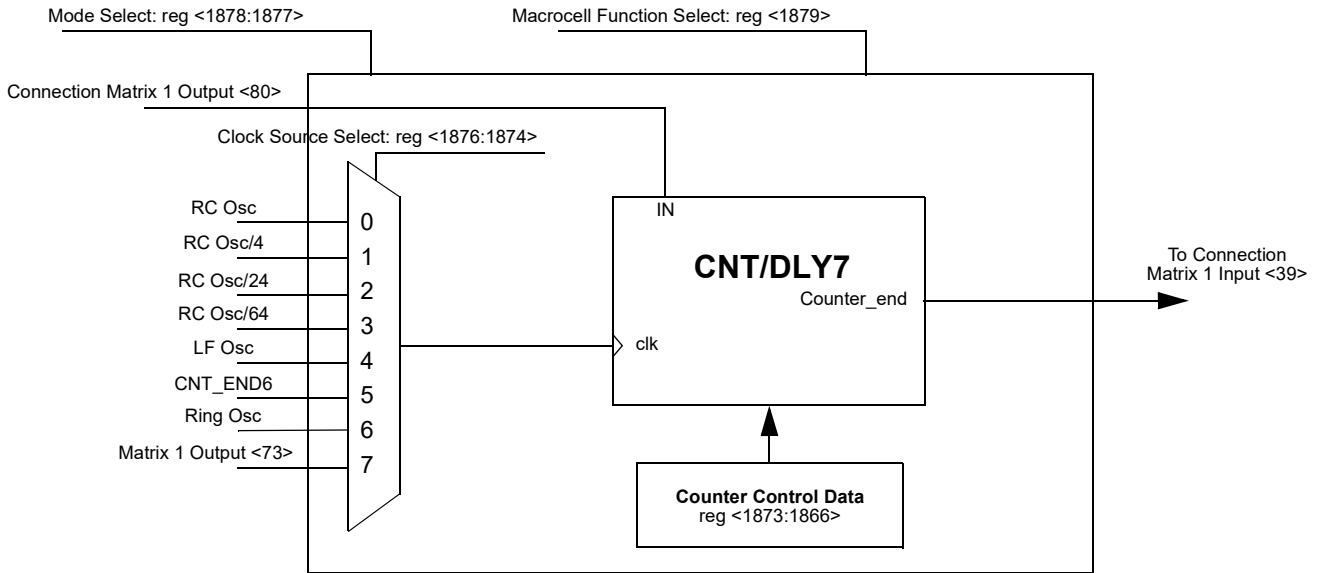 Mode Select: reg <1878:1877>
Macrocell Function Select: reg <1879>
Connection Matrix 1 Output <80>
Clock Source Select: reg <1876:1874>
RC Osc
0
RC Osc/4
1
RC Osc/24
2
RC Osc/64
3
LF Osc
4
CNT_END6
5
Ring Osc
6
Matrix 1 Output <73>
7
IN
CNT/DLY7
Counter_end
clk
To Connection
Matrix 1 Input <39>
Counter Control Data
reg <1873:1866>